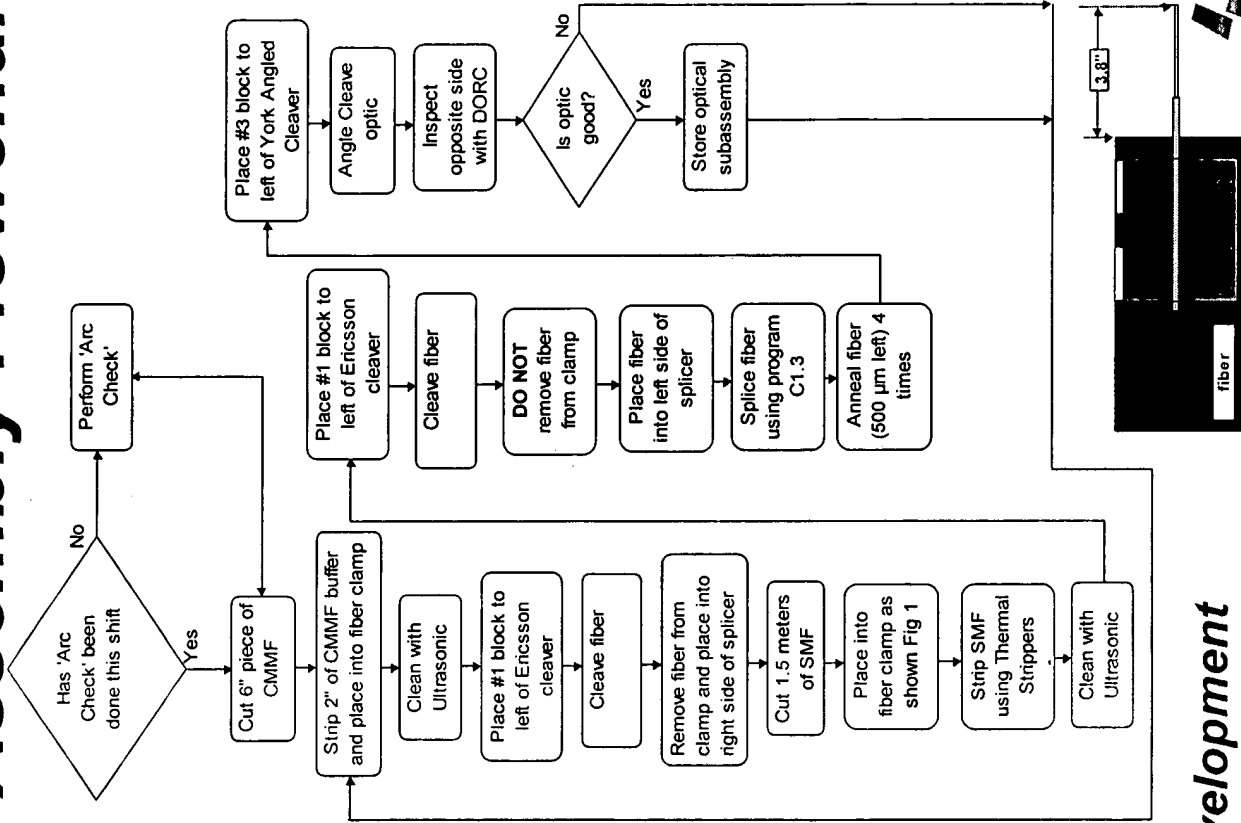 Has 'Arc
Check' been
done this shift
No
Perform 'Arc
Check'
Yes
Cut 6" piece of
CMMF
Strip 2" of CMMF buffer
and place into fiber clamp
Clean with
Ultrasonic
Place #1 block to
left of Ericsson
cleaver
Cleave fiber
Remove fiber from
clamp and place into
right side of splicer
Cut 1.5 meters
of SMF
Place into
fiber clamp as
shown Fig 1
Strip SMF
using Thermal
Strippers
Clean with
Ultrasonic
Place #1 block to
left of Ericsson
cleaver
Cleave fiber
DO NOT
remove fiber
from clamp
Place fiber
into left side of
splicer
Splice fiber
using program
C1.3
Anneal fiber
(500 µm left) 4
times
Place #3 block to
left of York Angled
Cleaver
Angle Cleave
optic
Inspect
opposite side
with DORC
Is optic
good?
No
Yes
Store optical
subassembly
3.8"
fiber
velopment